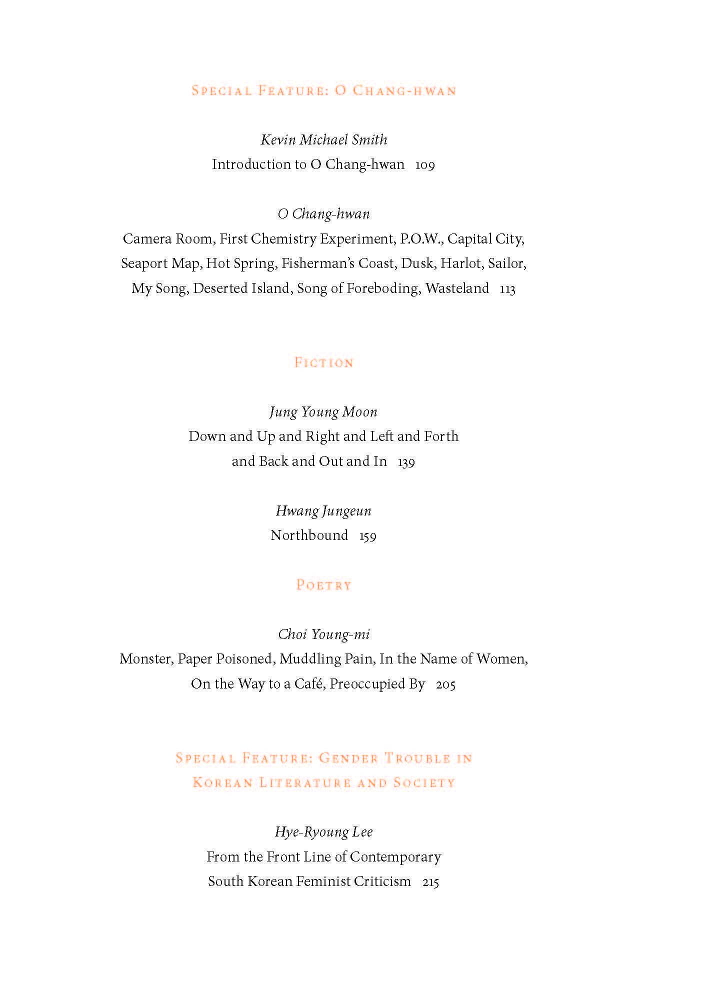 Special Feature: O Chang-hwan
Kevin Michael Smith
Introduction to O Chang-hwan 109
O Chang-hwan
Camera Room, First Chemistry Experiment, P.O.W., Capital City,
Seaport Map, Hot Spring, Fisherman’s Coast, Dusk, Harlot, Sailor,
My Song, Deserted Island, Song of Foreboding, Wasteland 113
Fiction
Jung Young Moon
Down and Up and Right and Left and Forth
and Back and Out and In 139
Hwang Jungeun
Northbound 159
Poetry
Choi Young-mi
Monster, Paper Poisoned, Muddling Pain, In the Name of Women,
On the Way to a Café, Preoccupied By 205
Special Feature: Gender Trouble in
Korean Literature and Society
Hye-Ryoung Lee
From the Front Line of Contemporary
South Korean Feminist Criticism 215